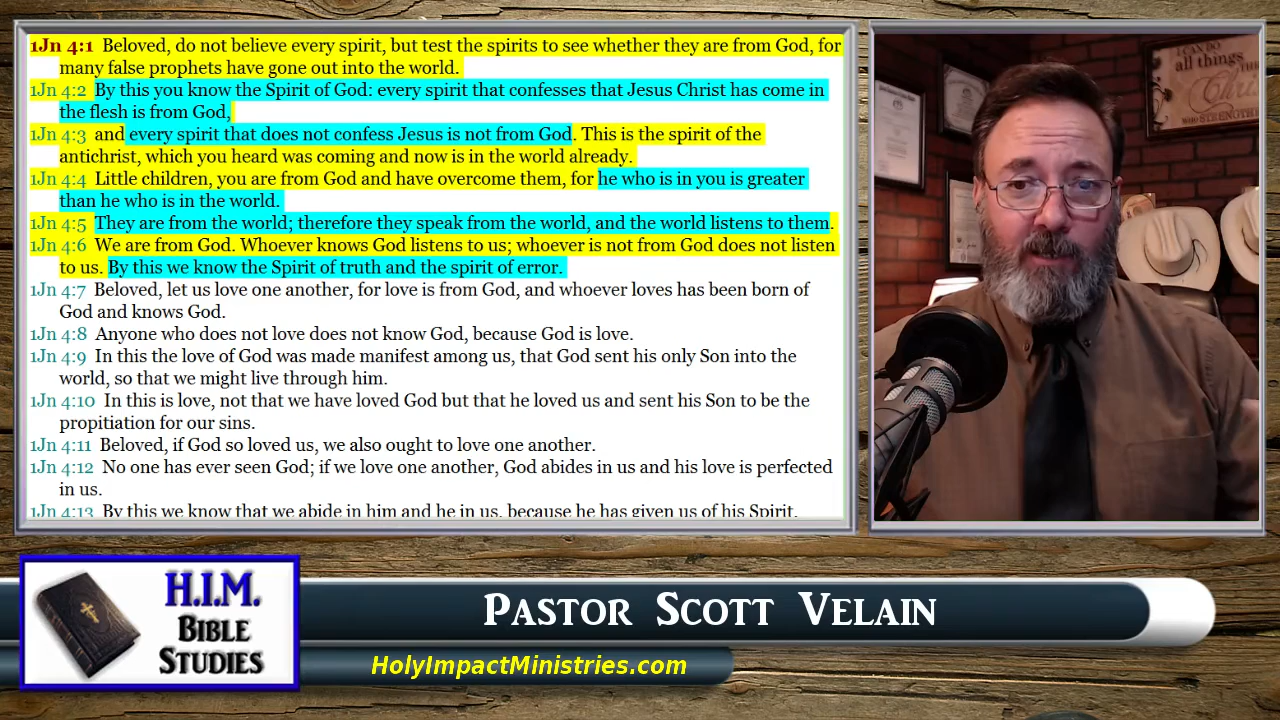 1Jn 4:1 Beloved, do not believe every spirit, but test the spirits to see whether they are from God, for
many false prophets have gone out into the world.
1Jn 4:2 By this you know the Spirit of God: every spirit that confesses that Jesus Christ has come in
the flesh is from God,
1Jn 4:3 and every spirit that does not confess Jesus is not from God. This is the spirit of the
antichrist, which you heard was coming and now is in the world already.
1Jn 4:4 Little children, you are from God and have overcome them, for he who is in you is greater
than he who is in the world.
1Jn 4:5 They are from the world; therefore they speak from the world, and the world listens to them.
1Jn 4:6 We are from God. Whoever knows God listens to us; whoever is not from God does not listen
to us. By this we know the Spirit of truth and the spirit of error.
1Jn 4:7 Beloved, let us love one another, for love is from God, and whoever loves has been born of
God and knows God.
1Jn 4:8 Anyone who does not love does not know God, because God is love.
1Jn 4:9 In this the love of God was made manifest among us, that God sent his only Son into the
world, so that we might live through him.
1Jn 4:10 In this is love, not that we have loved God but that he loved us and sent his Son to be the
propitiation for our sins.
1Jn 4:11 Beloved, if God so loved us, we also ought to love one another.
1Jn 4:12 No one has ever seen God; if we love one another, God abides in us and his love is perfected
in us.
1Jn 4:13 By this we know that we abide in him and he in us, because he has given us of his Spirit.
I CAN DO
all things
Christ
WHO STRENGTH
H.I.M.
BIBLE
STUDIES
PASTOR SCOTT VELAIN
HolyImpactMinistries.com